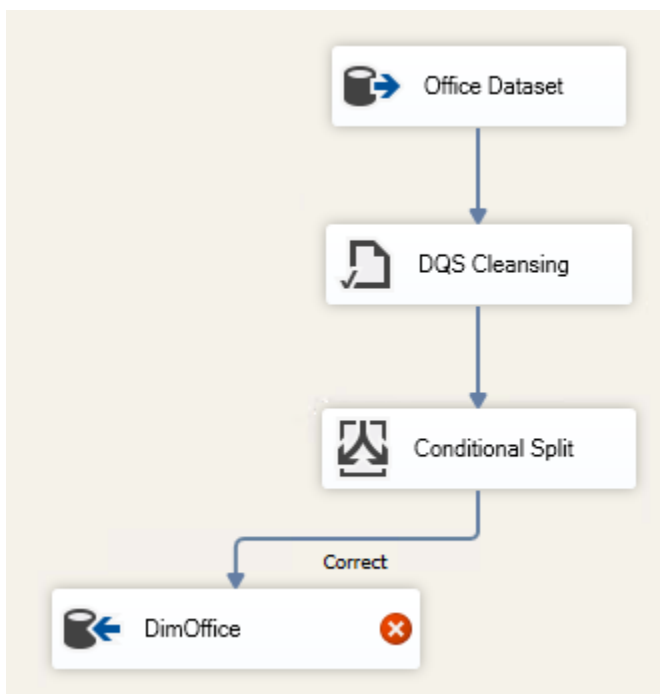 Office Dataset
DQS Cleansing
Conditional Split
Correct
DimOffice